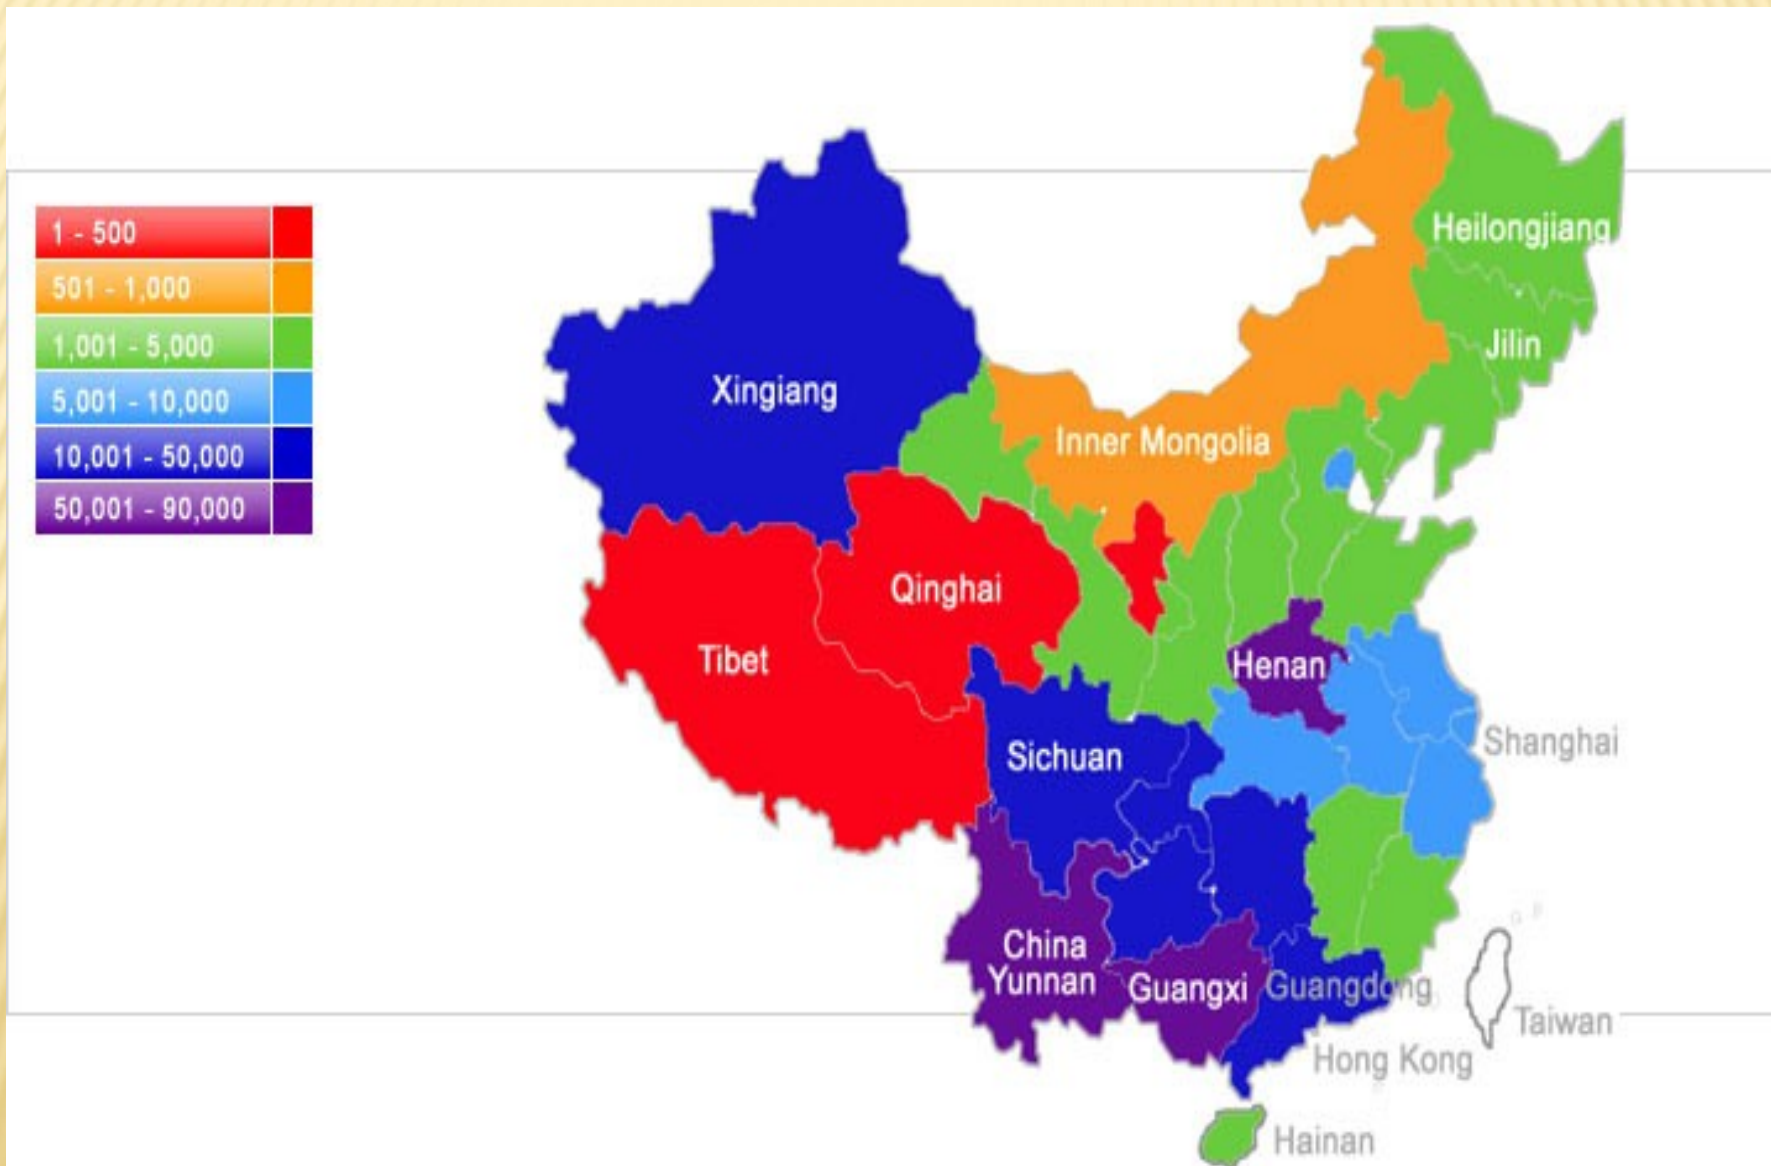 1 - 500
501 - 1,000
1,001 - 5,000
5,001 - 10,000
10,001 - 50,000
50,001 - 90,000
Heilongjiang
Jilin
Xingiang
Inner Mongolia
Qinghai
Tibet
Henan
Sichuan
Shanghai
China
Yunnan
Guangxi
Guangdong
Taiwan
Hong Kong
Hainan